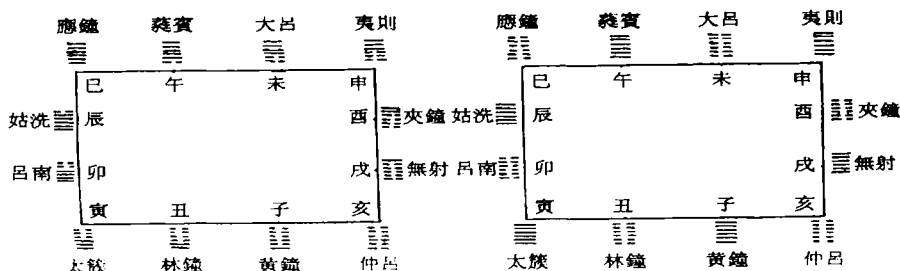 應鐘 蕤賓 大呂 夷則 應鐘 蕤賓 大呂 夷則
巳 午 未 申 巳 午 未 申
姑洗 辰 酉 夾鐘 姑洗 辰 酉 夾鐘
呂南 卯 戌 無射 呂南 卯 戌 無射
寅 丑 子 亥 寅 丑 子 亥
太簇 林鐘 黃鐘 仲呂 太簇 林鐘 黃鐘 仲呂